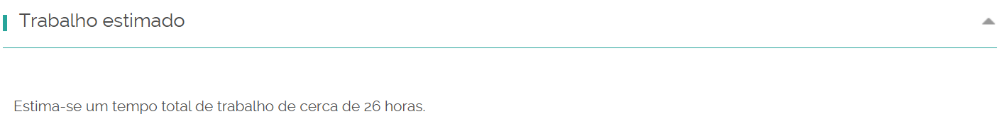 Trabalho estimado
Estima-se um tempo total de trabalho de cerca de 26 horas.